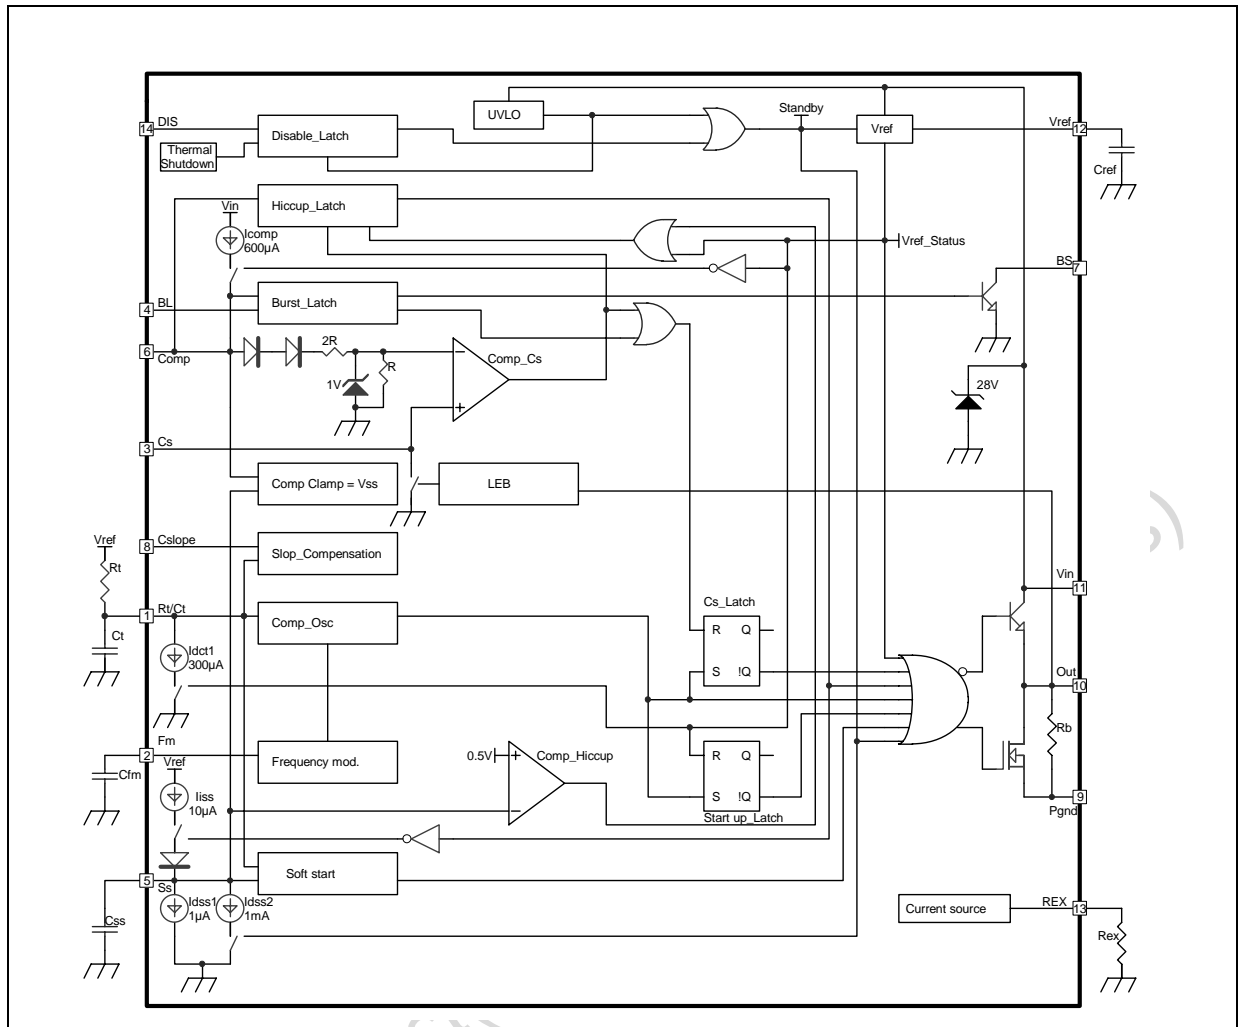 UVLO
Standby
14 DIS
Disable_Latch
Vref
Vref
12
Thermal
Shutdown
Cref
Hiccup_Latch
Vin
Icomp
600µA
Vref_Status
BS
7
4 BL
Burst_Latch
6
Comp
2R
R
1V
−
+
Comp_Cs
28V
3 Cs
Comp Clamp = Vss
LEB
Vref
Rt
8 Cslope
Slop_Compensation
Vin
11
1 Rt/Ct
Ct
Comp_Osc
Cs_Latch
R Q
S !Q
Idct1
300µA
Out
10
Rb
Fm
2
Cfm
Frequency mod.
Vref
0.5V
+
−
Comp_Hiccup
R Q
S !Q
Start up_Latch
Iiss
10µA
9
Pgnd
5
Ss
Soft start
Css
Idss1
1µA
Idss2
1mA
Current source
REX
13
Rex